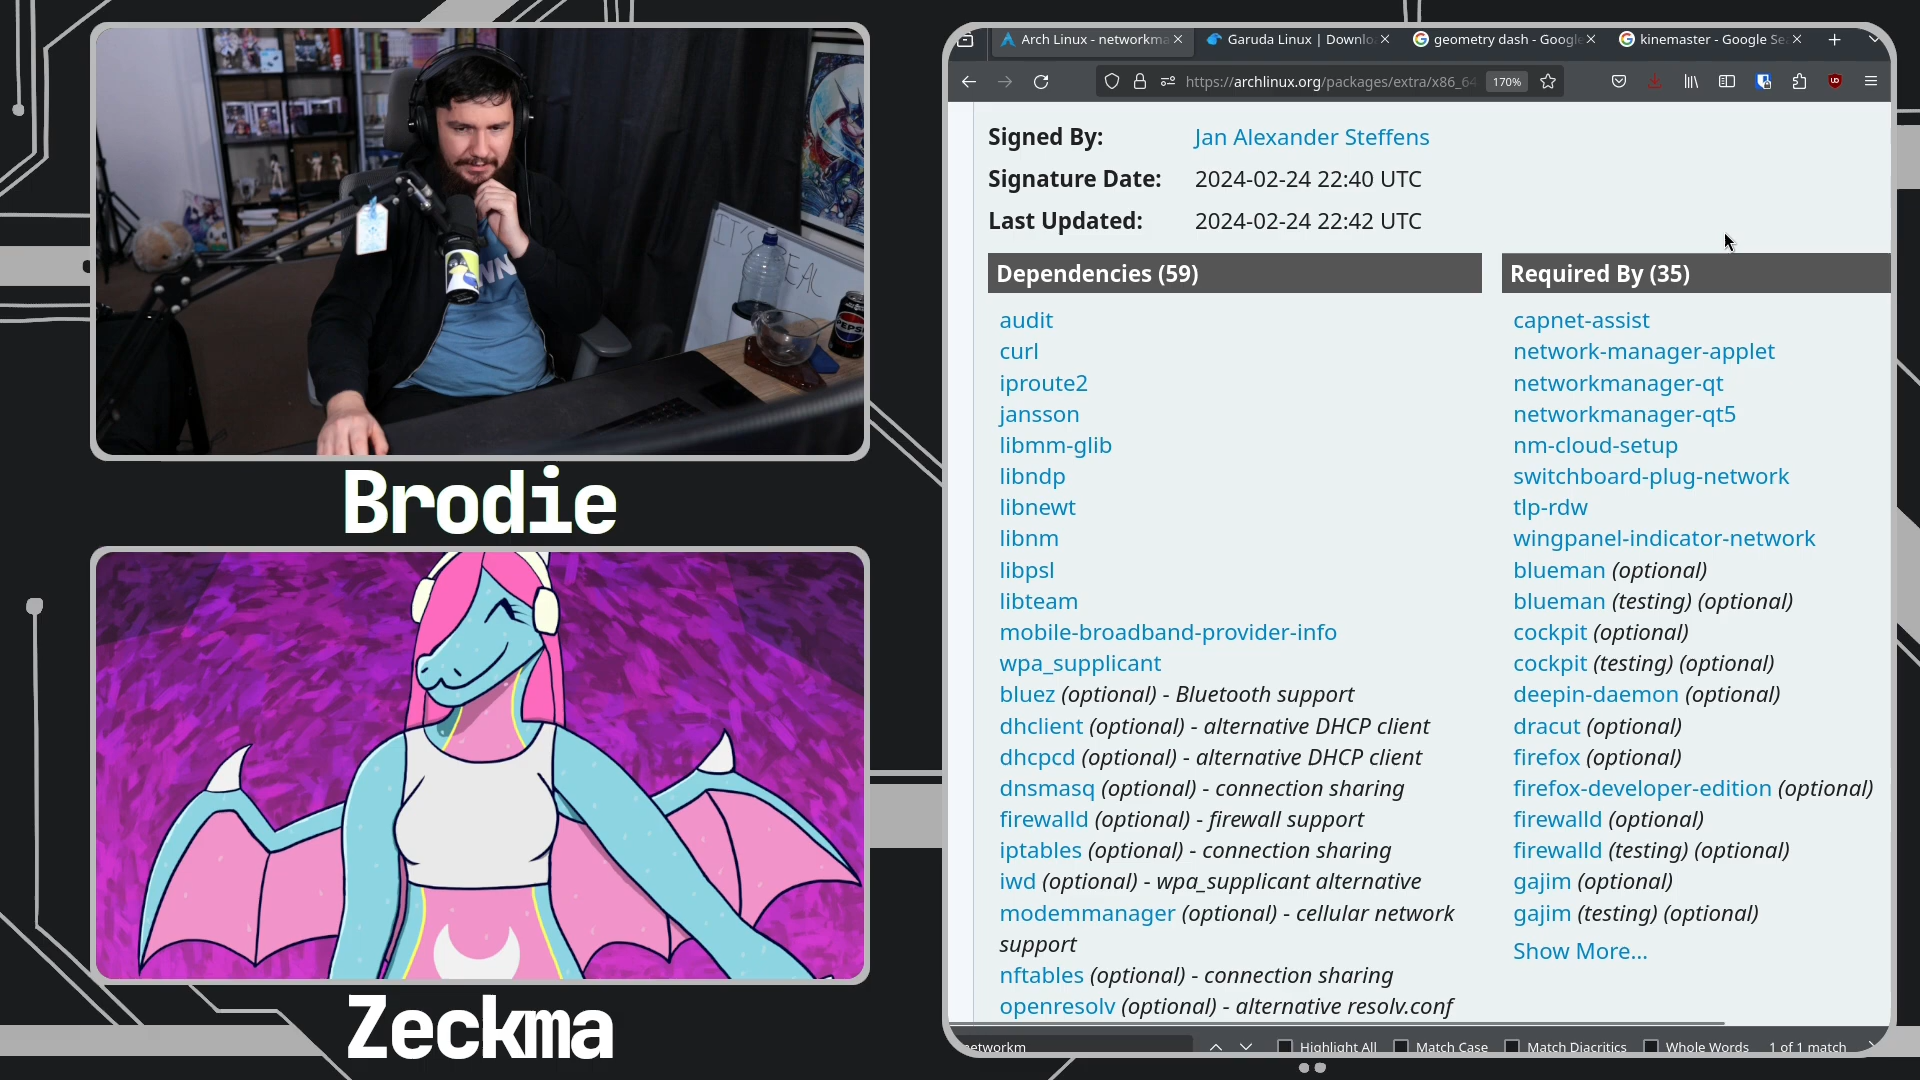 IT'S REAL
PEPSI
Brodie
Zeckma
Arch Linux - networkma
Garuda Linux | Downlo
geometry dash - Google
kinemaster - Google Se
https://archlinux.org/packages/extra/x86_64
170%
Signed By: Jan Alexander Steffens
Signature Date: 2024-02-24 22:40 UTC
Last Updated: 2024-02-24 22:42 UTC
Dependencies (59)
audit
curl
iproute2
jansson
libmm-glib
libndp
libnewt
libnm
libpsl
libteam
mobile-broadband-provider-info
wpa_supplicant
bluez (optional) - Bluetooth support
dhclient (optional) - alternative DHCP client
dhcpcd (optional) - alternative DHCP client
dnsmasq (optional) - connection sharing
firewalld (optional) - firewall support
iptables (optional) - connection sharing
iwd (optional) - wpa_supplicant alternative
modemmanager (optional) - cellular network
support
nftables (optional) - connection sharing
openresolv (optional) - alternative resolv.conf
Required By (35)
capnet-assist
network-manager-applet
networkmanager-qt
networkmanager-qt5
nm-cloud-setup
switchboard-plug-network
tlp-rdw
wingpanel-indicator-network
blueman (optional)
blueman (testing) (optional)
cockpit (optional)
cockpit (testing) (optional)
deepin-daemon (optional)
dracut (optional)
firefox (optional)
firefox-developer-edition (optional)
firewalld (optional)
firewalld (testing) (optional)
gajim (optional)
gajim (testing) (optional)
Show More...
networkm
Highlight All
Match Case
Match Diacritics
Whole Words
1 of 1 match